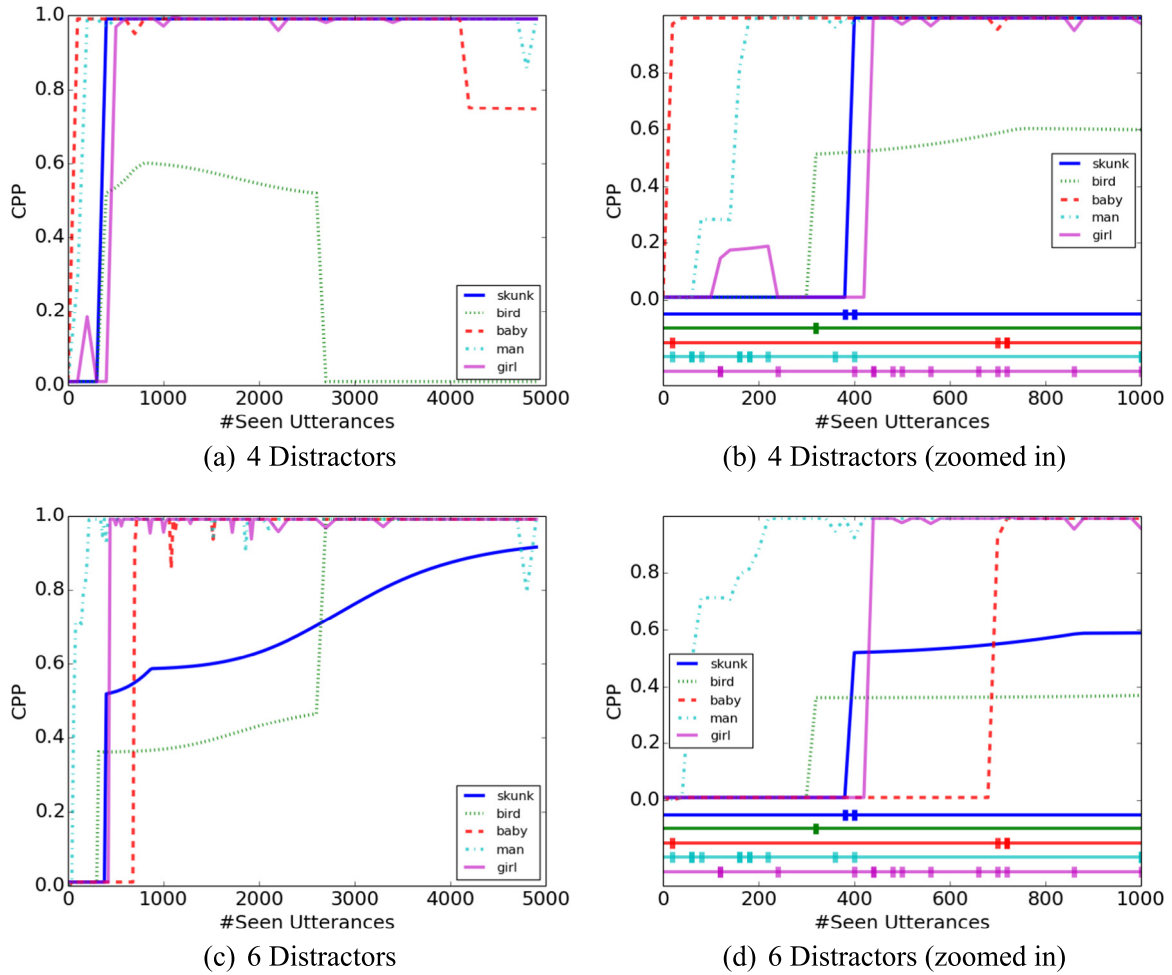 1.0
0.8
0.6
0.4
0.2
0.0
CPP
skunk
bird
baby
man
girl
0 1000 2000 3000 4000 5000
#Seen Utterances
(a) 4 Distractors
1.0
0.8
0.6
0.4
0.2
0.0
CPP
skunk
bird
baby
man
girl
0 200 400 600 800 1000
#Seen Utterances
(b) 4 Distractors (zoomed in)
1.0
0.8
0.6
0.4
0.2
0.0
CPP
skunk
bird
baby
man
girl
0 1000 2000 3000 4000 5000
#Seen Utterances
(c) 6 Distractors
0.8
0.6
0.4
0.2
0.0
CPP
skunk
bird
baby
man
girl
0 200 400 600 800 1000
#Seen Utterances
(d) 6 Distractors (zoomed in)